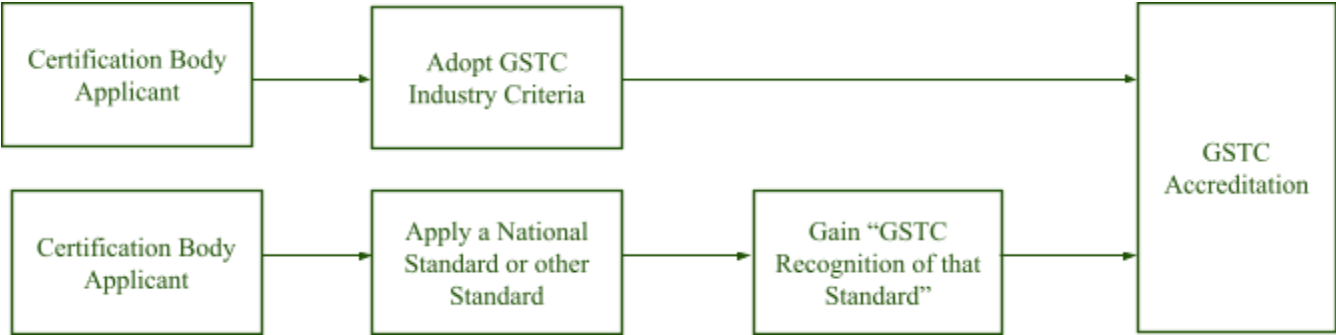 Certification Body
Applicant
Adopt GSTC
Industry Criteria
GSTC
Accreditation
Certification Body
Applicant
Apply a National
Standard or other
Standard
Gain “GSTC
Recognition of that
Standard”